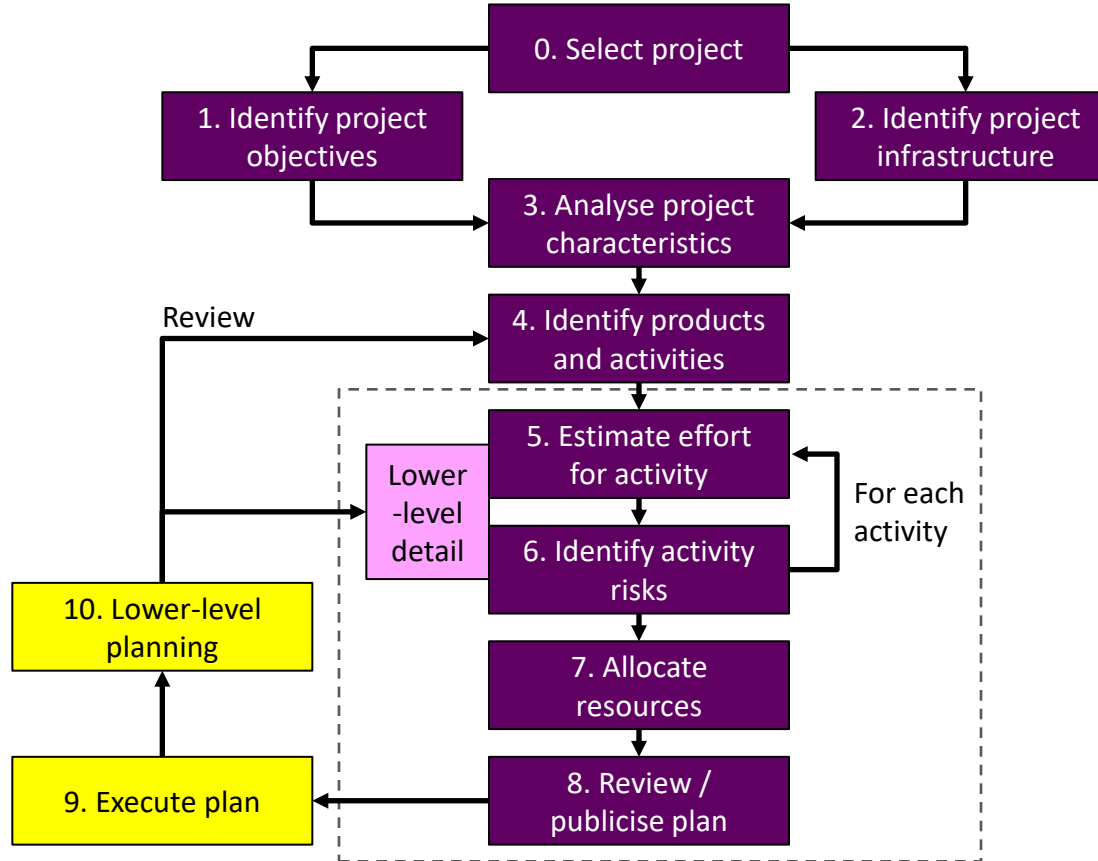 0. Select project
1. Identify project
objectives
2. Identify project
infrastructure
3. Analyse project
characteristics
Review
4. Identify products
and activities
5. Estimate effort
for activity
Lower
-level
detail
For each
activity
6. Identify activity
risks
10. Lower-level
planning
7. Allocate
resources
9. Execute plan
8. Review /
publicise plan